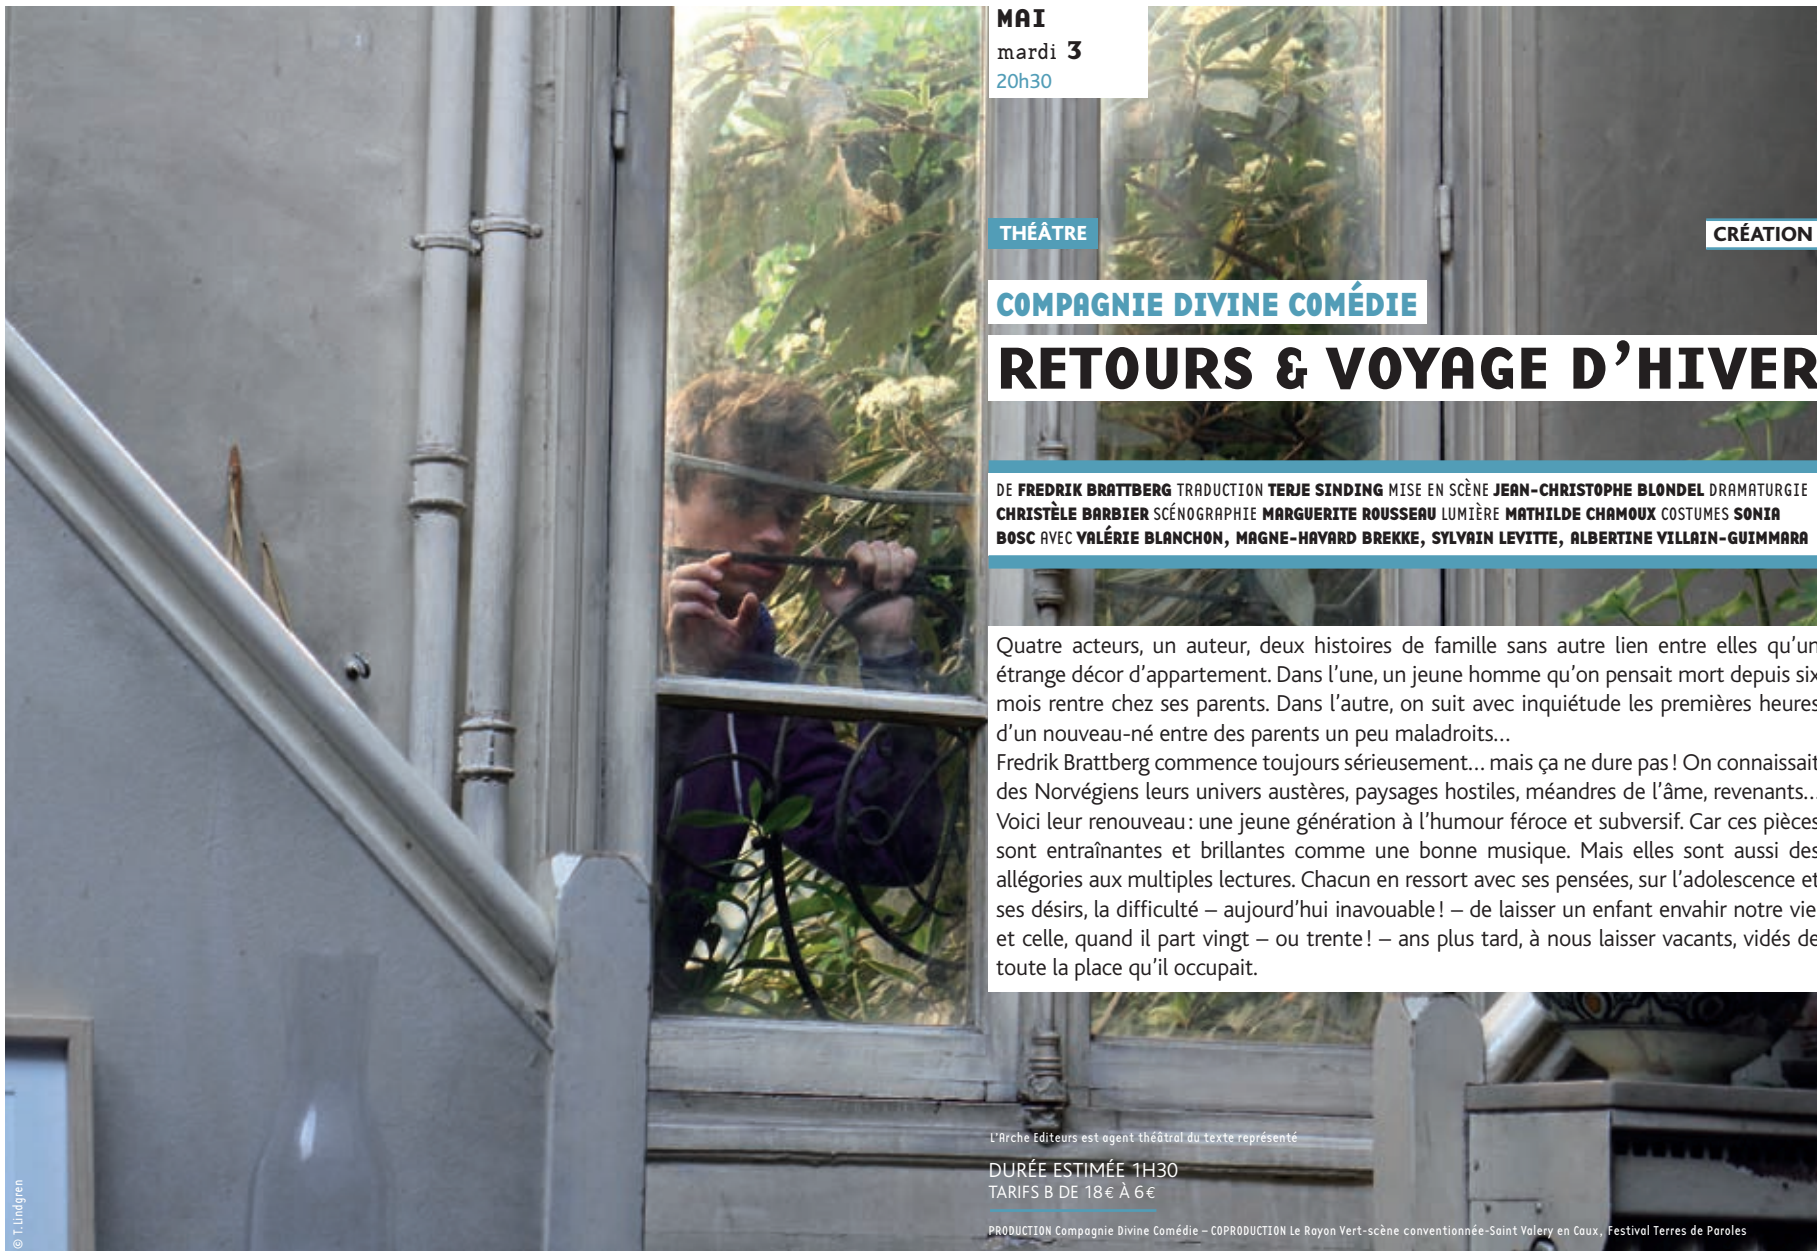 MAI
mardi 3
20h30
THÉÂTRE
CRÉATION
COMPAGNIE DIVINE COMÉDIE
RETOURS & VOYAGE D’HIVER
DE FREDRIK BRATTBERG TRADUCTION TERJE SINDING MISE EN SCÈNE JEAN-CHRISTOPHE BLONDEL DRAMATURGIE
CHRISTÈLE BARBIER SCÉNOGRAPHIE MARGUERITE ROUSSEAU LUMIÈRE MATHILDE CHAMOUX COSTUMES SONIA
BOSC AVEC VALÉRIE BLANCHON, MAGNE-HAVARD BREKKE, SYLVAIN LEVITTE, ALBERTINE VILLAIN-GUIMMARA
Quatre acteurs, un auteur, deux histoires de famille sans autre lien entre elles qu’un
étrange décor d’appartement. Dans l’une, un jeune homme qu’on pensait mort depuis six
mois rentre chez ses parents. Dans l’autre, on suit avec inquiétude les premières heures
d’un nouveau-né entre des parents un peu maladroits…
Fredrik Brattberg commence toujours sérieusement… mais ça ne dure pas ! On connaissait
des Norvégiens leurs univers austères, paysages hostiles, méandres de l’âme, revenants…
Voici leur renouveau : une jeune génération à l’humour féroce et subversif. Car ces pièces
sont entraînantes et brillantes comme une bonne musique. Mais elles sont aussi des
allégories aux multiples lectures. Chacun en ressort avec ses pensées, sur l’adolescence et
ses désirs, la difficulté – aujourd’hui inavouable ! – de laisser un enfant envahir notre vie
et celle, quand il part vingt – ou trente ! – ans plus tard, à nous laisser vacants, vidés de
toute la place qu’il occupait.
L’Arche Editeurs est agent théâtral du texte représenté
DURÉE ESTIMÉE 1H30
TARIFS B DE 18€ À 6€
PRODUCTION Compagnie Divine Comédie – COPRODUCTION Le Rayon Vert-scène conventionnée-Saint Valery en Caux, Festival Terres de Paroles
© T. Lindgren